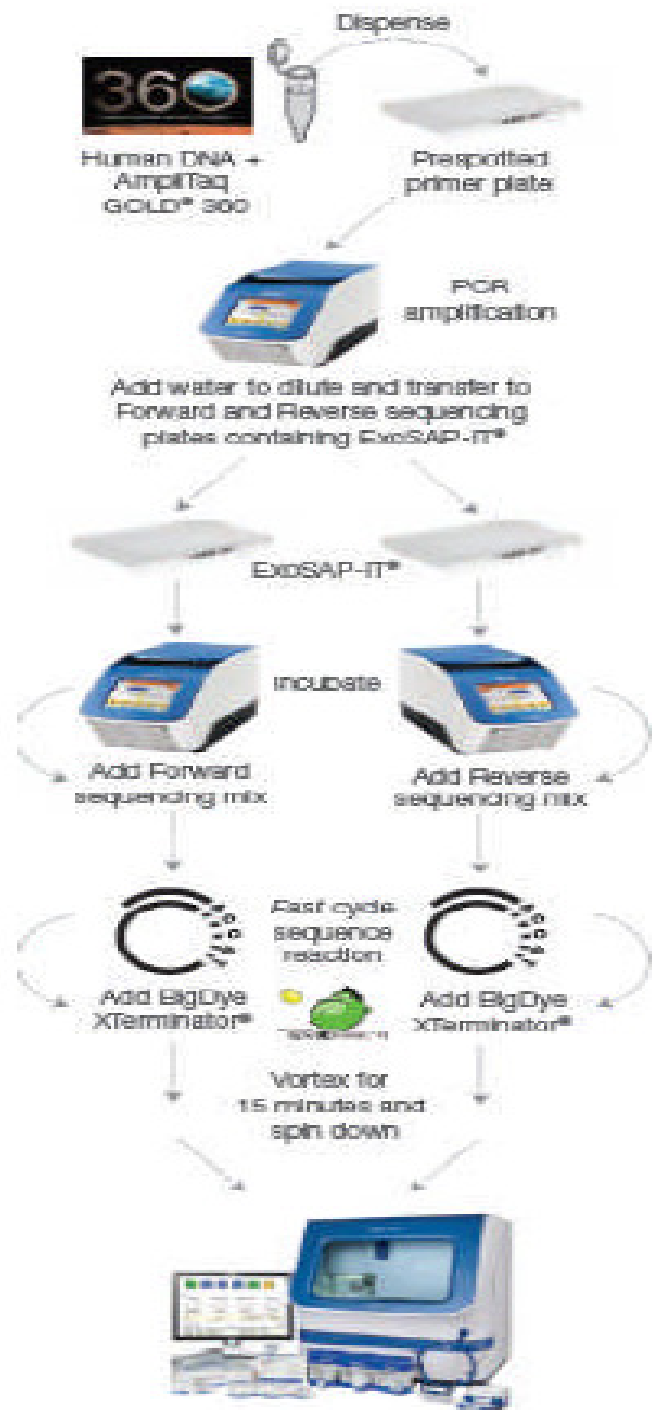 Dispense
360
Human DNA +
AmpliTaq
GOLD® 360
Prespotted
primer plate
PCR
amplification
Add water to dilute and transfer to
Forward and Reverse sequencing
plates containing ExoSAP-IT®
ExoSAP-IT®
Incubate
Add Forward
sequencing mix
Add Reverse
sequencing mix
Fast cycle
sequence
reaction
Add BigDye
XTerminator®
Add BigDye
XTerminator®
Vortex for
15 minutes and
spin down